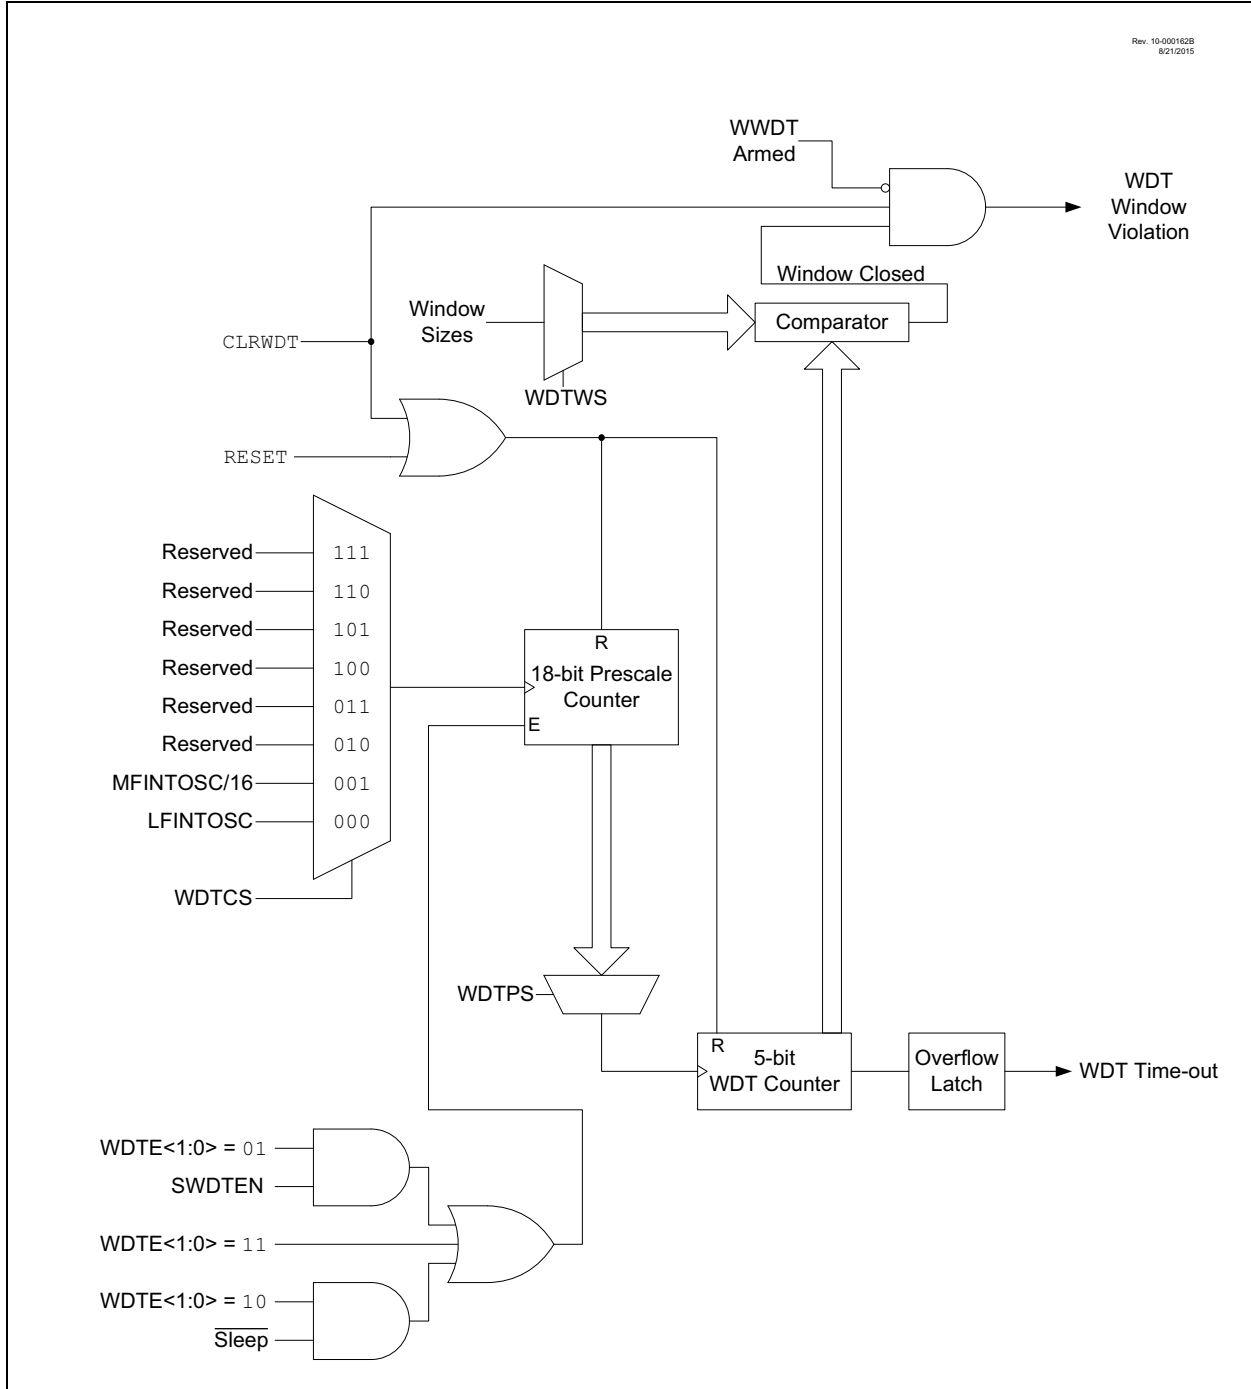 Rev. 10-000162B
8/21/2015
WWDT
Armed
WDT
Window
Violation
Window Closed
Window
Sizes
Comparator
CLRWDT
WDTWS
RESET
Reserved 111
Reserved 110
Reserved 101
Reserved 100
Reserved 011
Reserved 010
MFINTOSC/16 001
LFINTOSC 000
WDTCS
R
18-bit Prescale
Counter
E
WDTPS
R
5-bit
WDT Counter
Overflow
Latch
WDT Time-out
WDTE<1:0> = 01
SWDTEN
WDTE<1:0> = 11
WDTE<1:0> = 10
Sleep